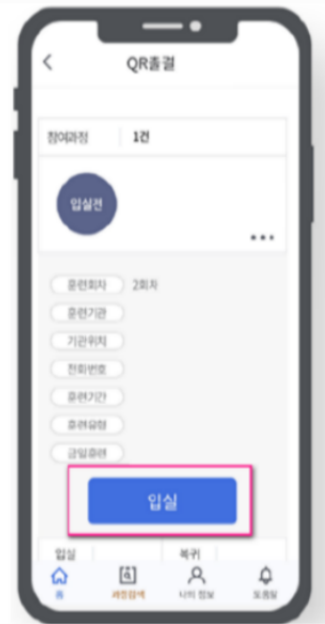 QR출결
참여과정 1건
입실전
훈련회차 2회차
훈련기관
기관위치
전화번호
훈련기간
훈련유형
금일훈련
입실
입실 복귀
홈 과정검색 나의 정보 도움말